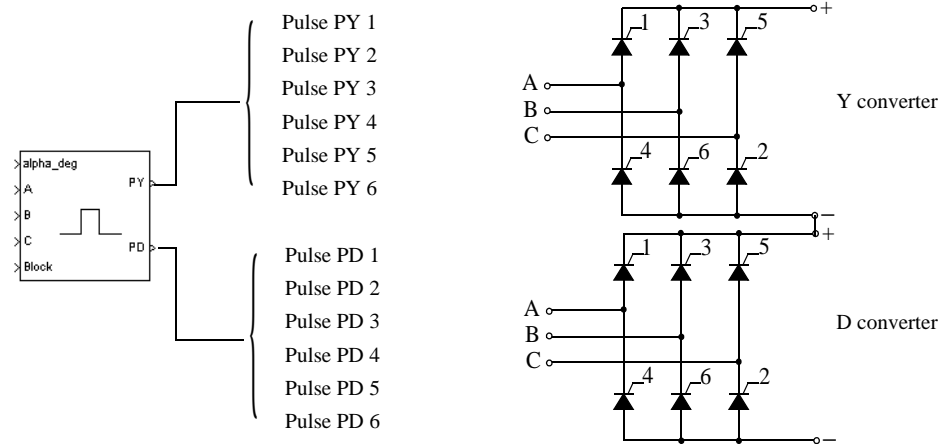 Pulse PY 1
Pulse PY 2
Pulse PY 3
Pulse PY 4
Pulse PY 5
Pulse PY 6
alpha_deg
A
B
C
Block
PY
PD
Pulse PD 1
Pulse PD 2
Pulse PD 3
Pulse PD 4
Pulse PD 5
Pulse PD 6
+
1 3 5
A
B
C
Y converter
4 6 2
−
+
1 3 5
A
B
C
D converter
4 6 2
−